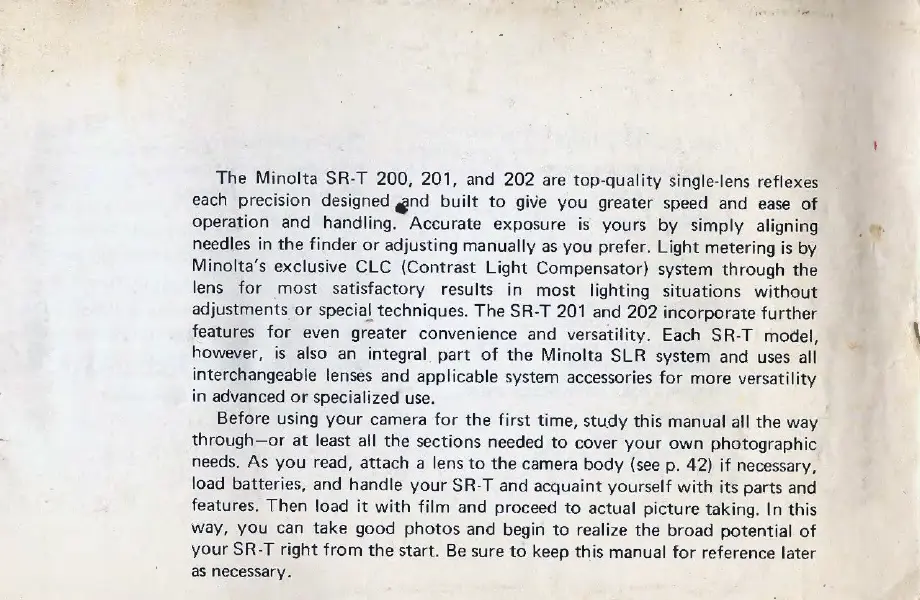 The Minolta SR-T 200, 201, and 202 are top-quality single-lens reflexes
each precision designed and built to give you greater speed and ease of
operation and handling. Accurate exposure is yours by simply aligning
needles in the finder or adjusting manually as you prefer. Light metering is by
Minolta's exclusive CLC (Contrast Light Compensator) system through the
lens for most satisfactory results in most lighting situations without
adjustments or special techniques. The SR-T 201 and 202 incorporate further
features for even greater convenience and versatility. Each SR-T model,
however, is also an integral part of the Minolta SLR system and uses all
interchangeable lenses and applicable system accessories for more versatility
in advanced or specialized use.
Before using your camera for the first time, study this manual all the way
through—or at least all the sections needed to cover your own photographic
needs. As you read, attach a lens to the camera body (see p. 42) if necessary,
load batteries, and handle your SR-T and acquaint yourself with its parts and
features. Then load it with film and proceed to actual picture taking. In this
way, you can take good photos and begin to realize the broad potential of
your SR-T right from the start. Be sure to keep this manual for reference later
as necessary.